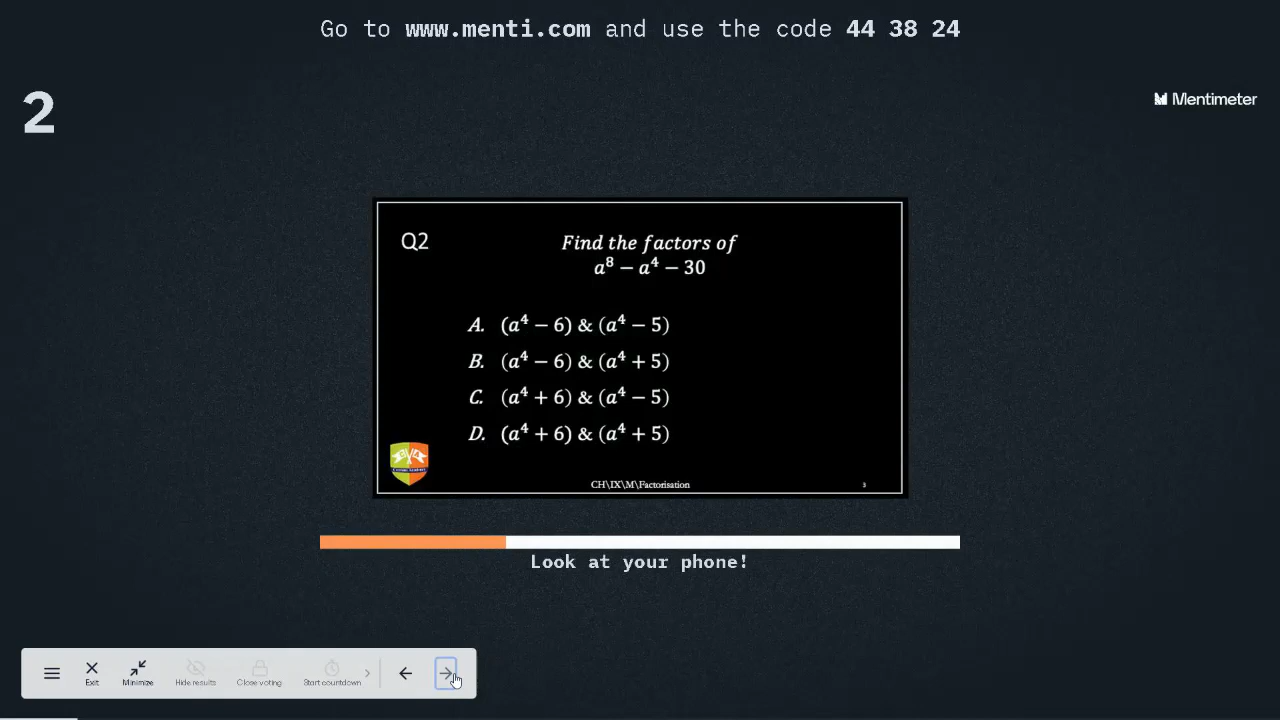 Go to www.menti.com and use the code 44 38 24
2
Mentimeter
Q2
Find the factors of
a⁸ − a⁴ − 30
A. (a⁴ − 6) & (a⁴ − 5)
B. (a⁴ − 6) & (a⁴ + 5)
C. (a⁴ + 6) & (a⁴ − 5)
D. (a⁴ + 6) & (a⁴ + 5)
CH\IX\M\Factorisation
3
Look at your phone!
Exit
Minimize
Hide results
Close voting
Start countdown